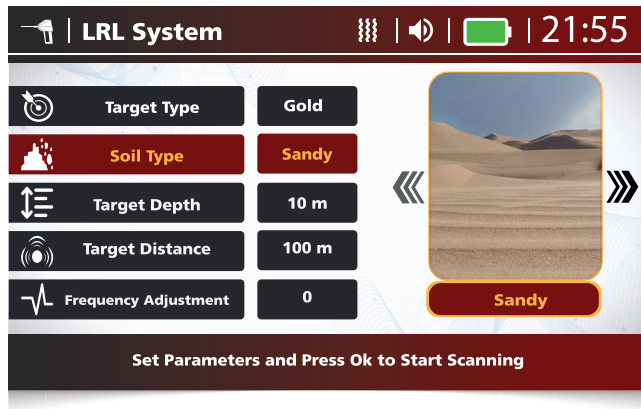 LRL System
21:55
Target Type
Gold
Soil Type
Sandy
Target Depth
10 m
Target Distance
100 m
Frequency Adjustment
0
Sandy
Set Parameters and Press Ok to Start Scanning